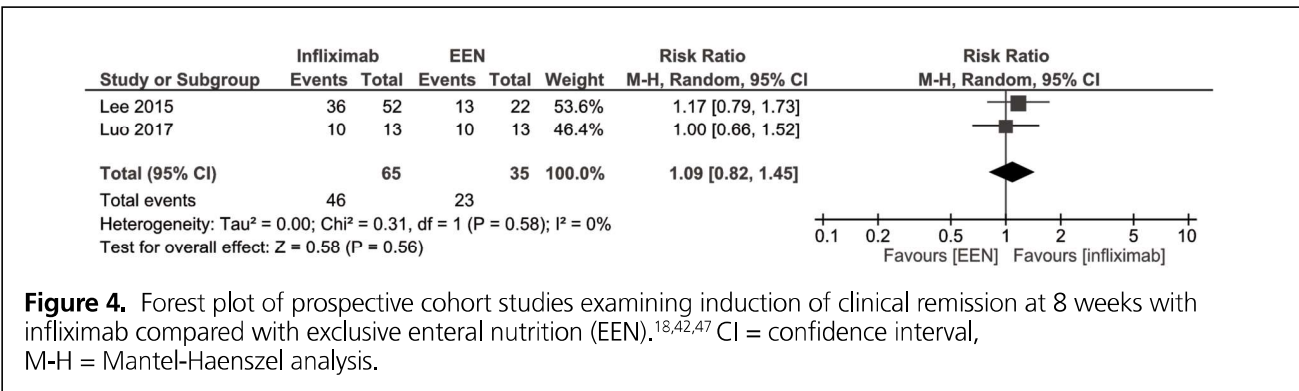 Infliximab EEN Risk Ratio Risk Ratio
Study or Subgroup Events Total Events Total Weight M-H, Random, 95% CI M-H, Random, 95% CI
Lee 2015 36 52 13 22 53.6% 1.17 [0.79, 1.73]
Luo 2017 10 13 10 13 46.4% 1.00 [0.66, 1.52]
Total (95% CI) 65 35 100.0% 1.09 [0.82, 1.45]
Total events 46 23
Heterogeneity: Tau² = 0.00; Chi² = 0.31, df = 1 (P = 0.58); I² = 0%
Test for overall effect: Z = 0.58 (P = 0.56)
0.1 0.2 0.5 1 2 5 10
Favours [EEN] Favours [infliximab]
Figure 4. Forest plot of prospective cohort studies examining induction of clinical remission at 8 weeks with
infliximab compared with exclusive enteral nutrition (EEN).18,42,47 CI = confidence interval,
M-H = Mantel-Haenszel analysis.